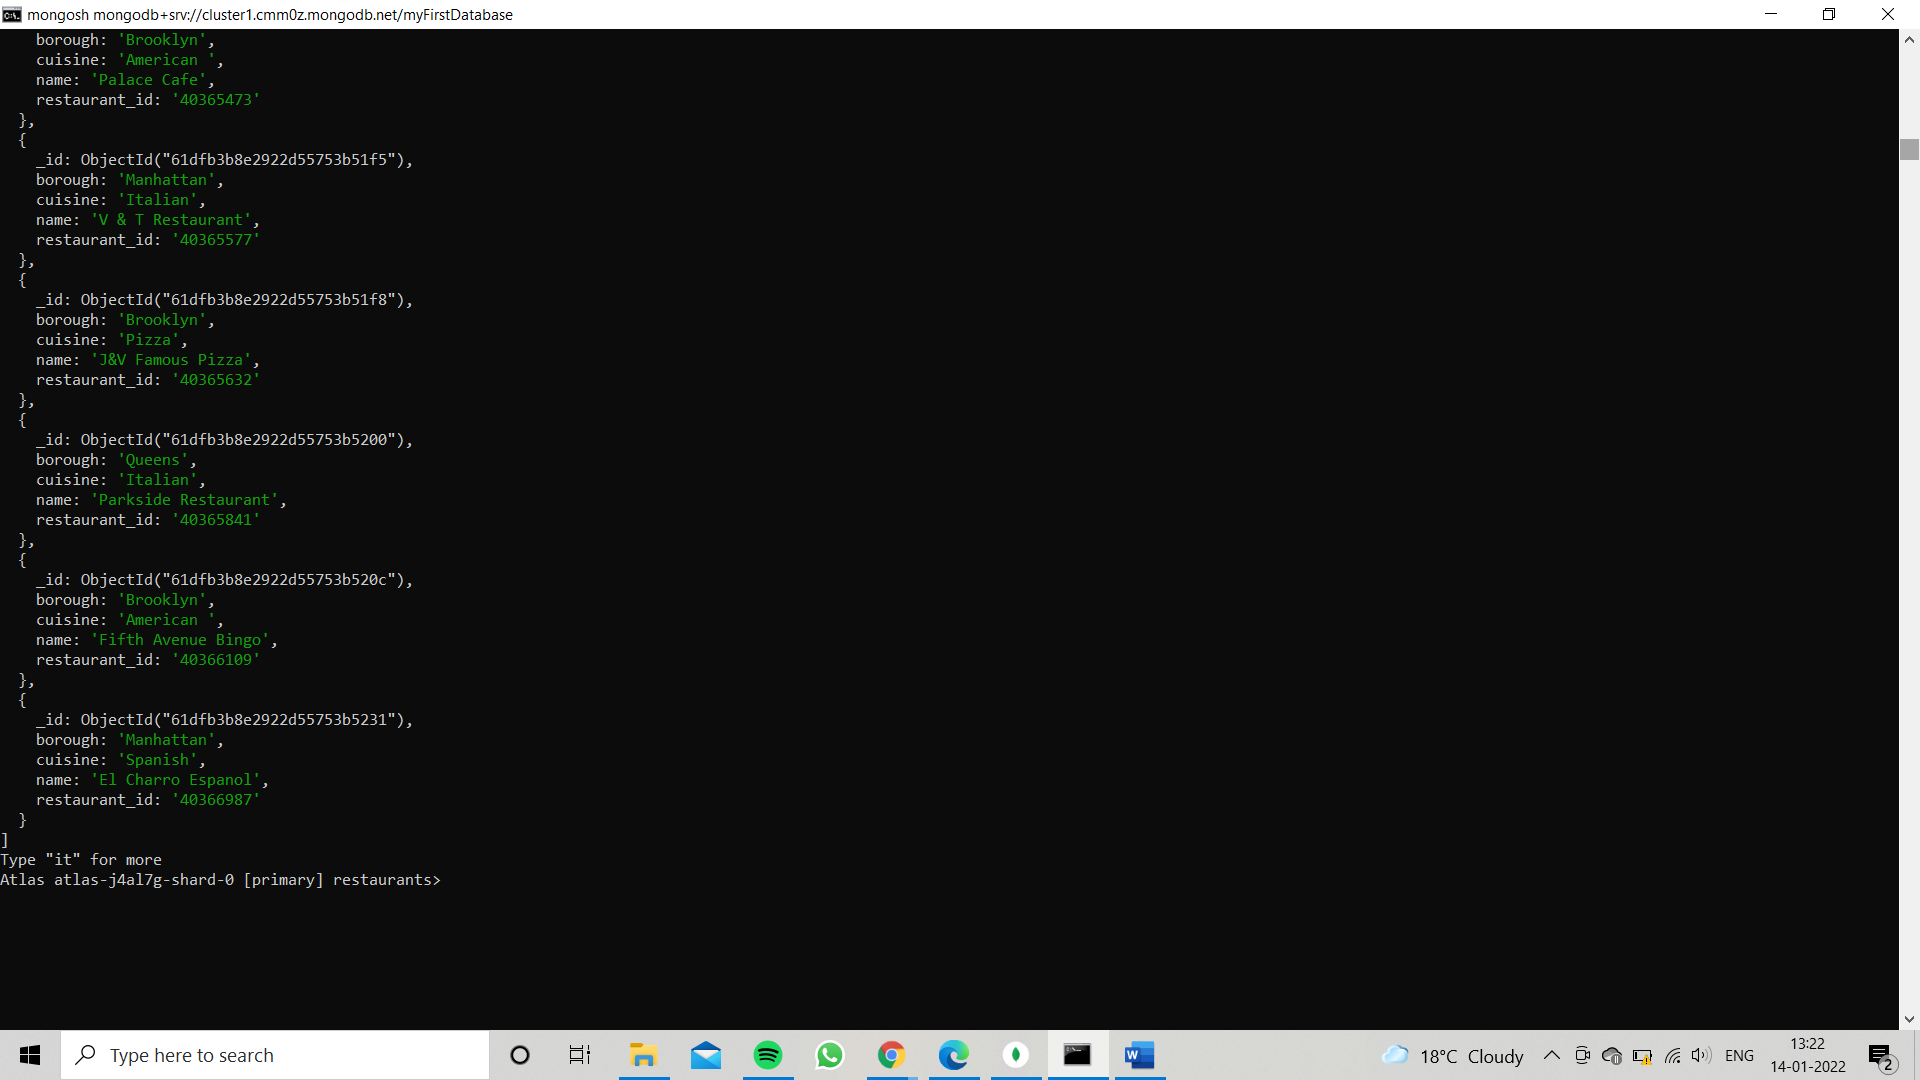 mongosh mongodb+srv://cluster1.cmm0z.mongodb.net/myFirstDatabase
    borough: 'Brooklyn',
    cuisine: 'American ',
    name: 'Palace Cafe',
    restaurant_id: '40365473'
  },
  {
    _id: ObjectId("61dfb3b8e2922d55753b51f5"),
    borough: 'Manhattan',
    cuisine: 'Italian',
    name: 'V & T Restaurant',
    restaurant_id: '40365577'
  },
  {
    _id: ObjectId("61dfb3b8e2922d55753b51f8"),
    borough: 'Brooklyn',
    cuisine: 'Pizza',
    name: 'J&V Famous Pizza',
    restaurant_id: '40365632'
  },
  {
    _id: ObjectId("61dfb3b8e2922d55753b5200"),
    borough: 'Queens',
    cuisine: 'Italian',
    name: 'Parkside Restaurant',
    restaurant_id: '40365841'
  },
  {
    _id: ObjectId("61dfb3b8e2922d55753b520c"),
    borough: 'Brooklyn',
    cuisine: 'American ',
    name: 'Fifth Avenue Bingo',
    restaurant_id: '40366109'
  },
  {
    _id: ObjectId("61dfb3b8e2922d55753b5231"),
    borough: 'Manhattan',
    cuisine: 'Spanish',
    name: 'El Charro Espanol',
    restaurant_id: '40366987'
  }
]
Type "it" for more
Atlas atlas-j4al7g-shard-0 [primary] restaurants>
Type here to search
W
18°C Cloudy
ENG
13:22
14-01-2022
2